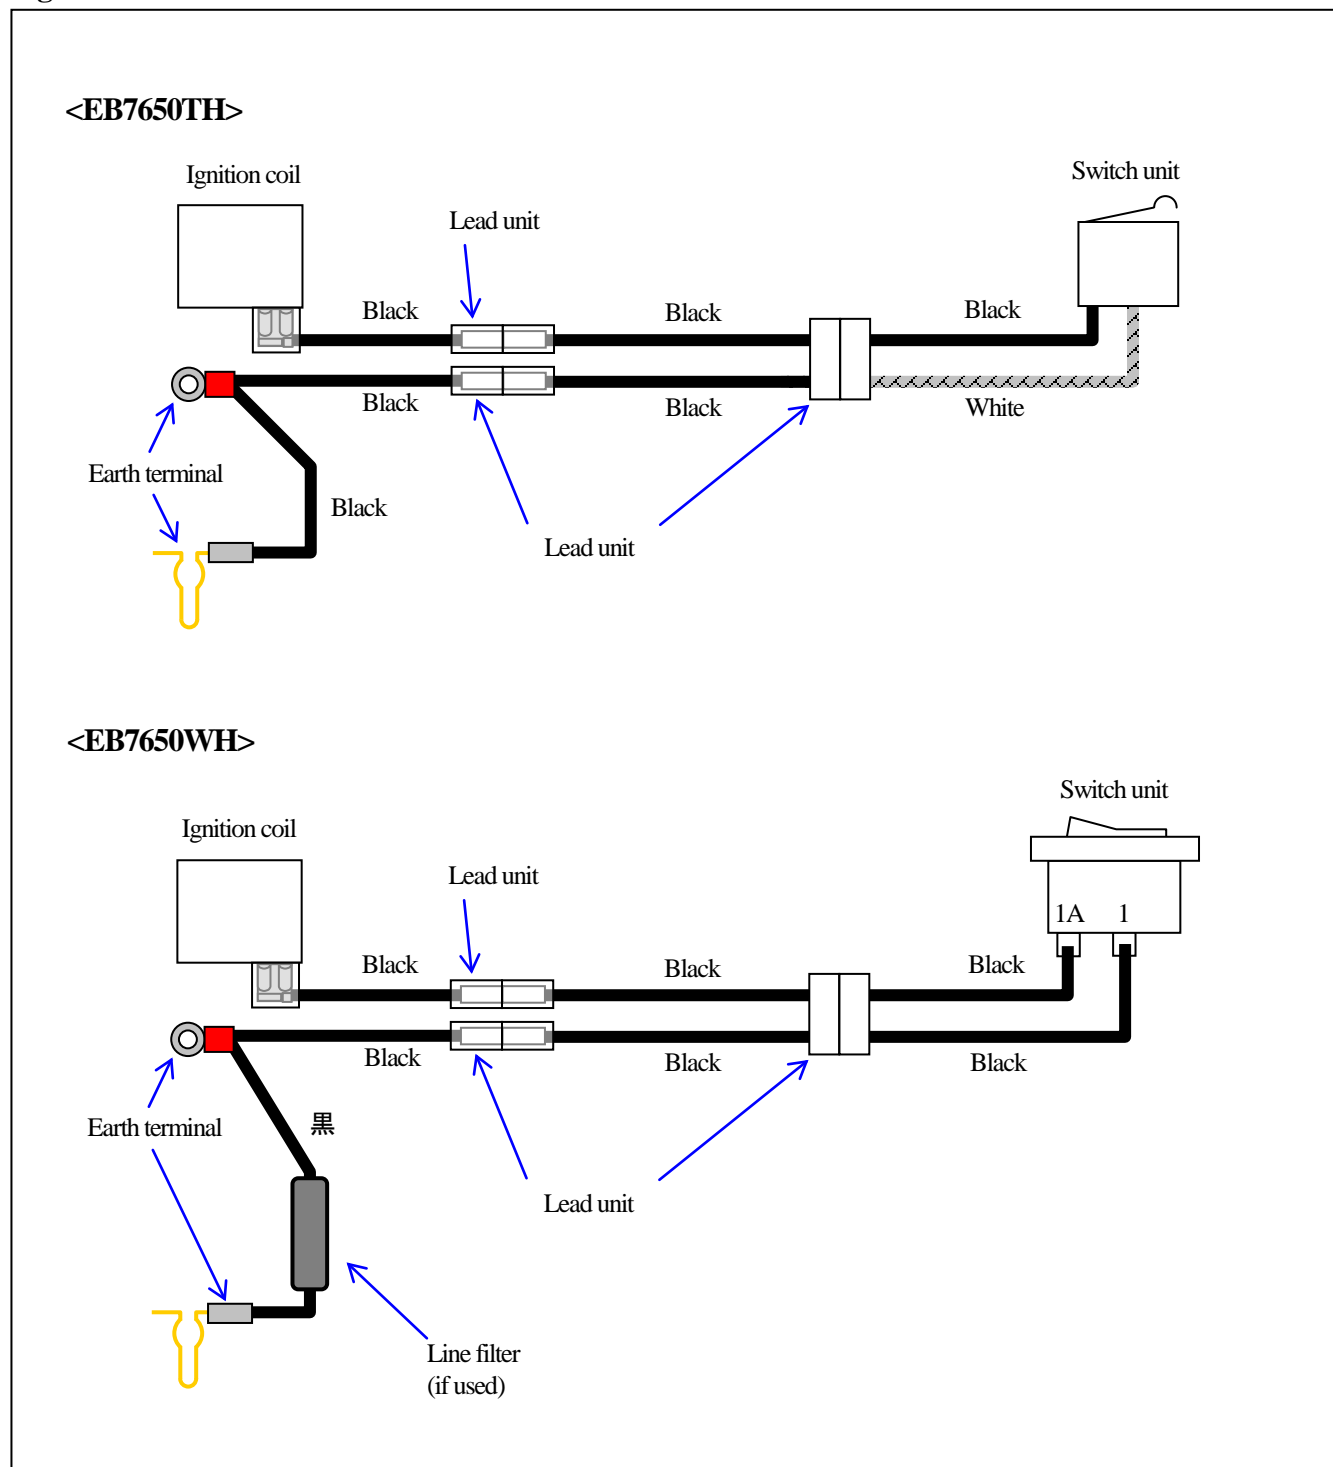 <EB7650TH>
Ignition coil
Switch unit
Lead unit
Black
Black
Black
Black
Black
White
Earth terminal
Black
Lead unit
<EB7650WH>
Switch unit
Ignition coil
Lead unit
1A 1
Black
Black
Black
Black
Black
Black
Earth terminal
黒
Lead unit
Line filter
(if used)